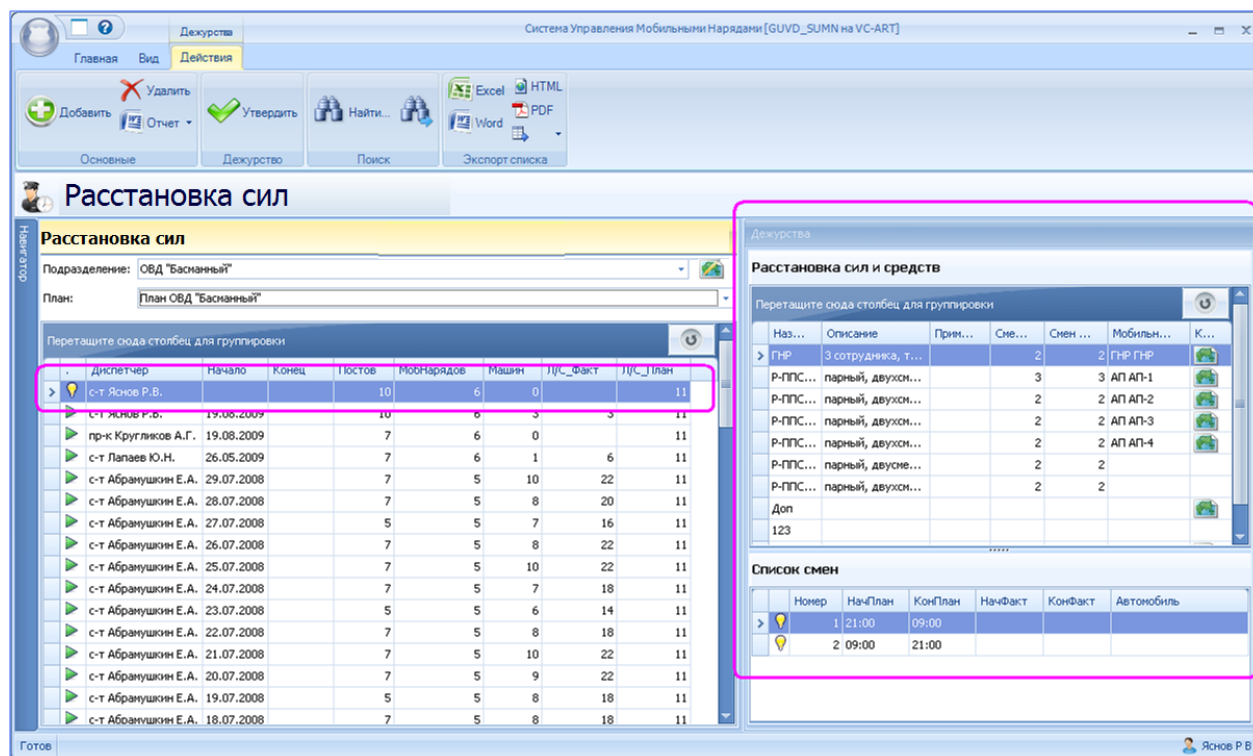 Дежурства
Система Управления Мобильными Нарядами [GUVD_SUMN на VC-ART]
Главная Вид Действия
Добавить Удалить Отчет Утвердить Найти... Excel HTML Word PDF
Основные Дежурство Поиск Экспорт списка
Расстановка сил
Навигатор
Расстановка сил
Подразделение: ОВД "Басманный"
План: План ОВД "Басманный"
Перетащите сюда столбец для группировки
. Диспетчер Начало Конец Постов МобНарядов Машин Л/С_Факт Л/С_План
с-т Яснов Р.В. 10 6 0 11
с-т Яснов Р.В. 19.08.2009 10 6 3 3 11
пр-к Кругликов А.Г. 19.08.2009 7 6 0 11
с-т Лапаев Ю.Н. 26.05.2009 7 6 1 6 11
с-т Абрамушкин Е.А. 29.07.2008 7 5 10 22 11
с-т Абрамушкин Е.А. 28.07.2008 7 5 8 20 11
с-т Абрамушкин Е.А. 27.07.2008 5 5 7 16 11
с-т Абрамушкин Е.А. 26.07.2008 7 5 8 22 11
с-т Абрамушкин Е.А. 25.07.2008 7 5 10 22 11
с-т Абрамушкин Е.А. 24.07.2008 7 5 7 18 11
с-т Абрамушкин Е.А. 23.07.2008 5 5 6 14 11
с-т Абрамушкин Е.А. 22.07.2008 7 5 8 18 11
с-т Абрамушкин Е.А. 21.07.2008 7 5 10 22 11
с-т Абрамушкин Е.А. 20.07.2008 7 5 9 22 11
с-т Абрамушкин Е.А. 19.07.2008 5 5 8 18 11
с-т Абрамушкин Е.А. 18.07.2008 7 5 8 18 11
Дежурства
Расстановка сил и средств
Перетащите сюда столбец для группировки
Наз... Описание Прим... Сме... Смен ... Мобильн... К...
ГНР 3 сотрудника, т... 2 2 ГНР ГНР
Р-ППС... парный, двухсм... 3 3 АП АП-1
Р-ППС... парный, двухсм... 2 2 АП АП-2
Р-ППС... парный, двухсм... 2 2 АП АП-3
Р-ППС... парный, двухсм... 2 2 АП АП-4
Р-ППС... парный, двусме... 2 2
Р-ППС... парный, двухсм... 2 2
Доп
123
Список смен
Номер НачПлан КонПлан НачФакт КонФакт Автомобиль
1 21:00 09:00
2 09:00 21:00
Готов
Яснов Р В